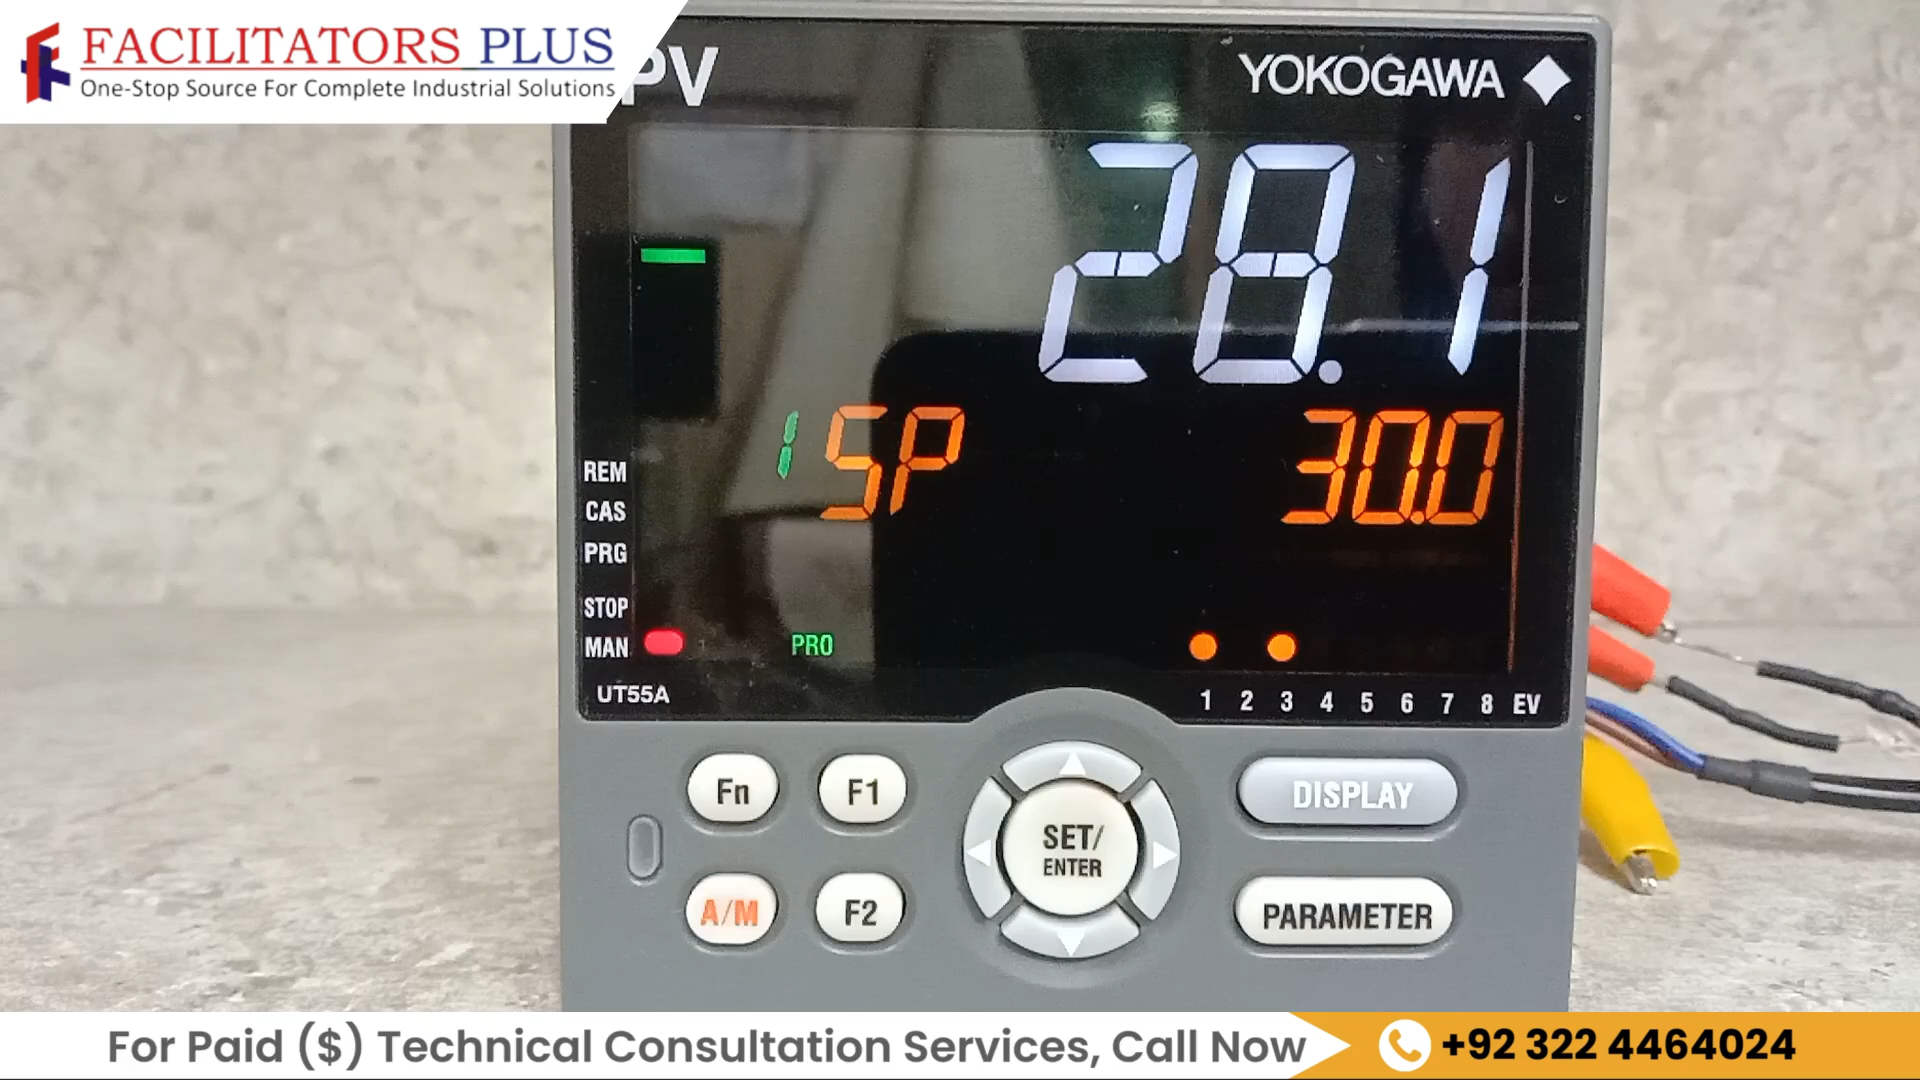 FACILITATORS PLUS
One-Stop Source For Complete Industrial Solutions
PV
YOKOGAWA
28.1
1 SP 30.0
REM
CAS
PRG
STOP
MAN PRO
UT55A 1 2 3 4 5 6 7 8 EV
Fn F1 DISPLAY
SET/
ENTER
A/M F2 PARAMETER
For Paid ($) Technical Consultation Services, Call Now +92 322 4464024